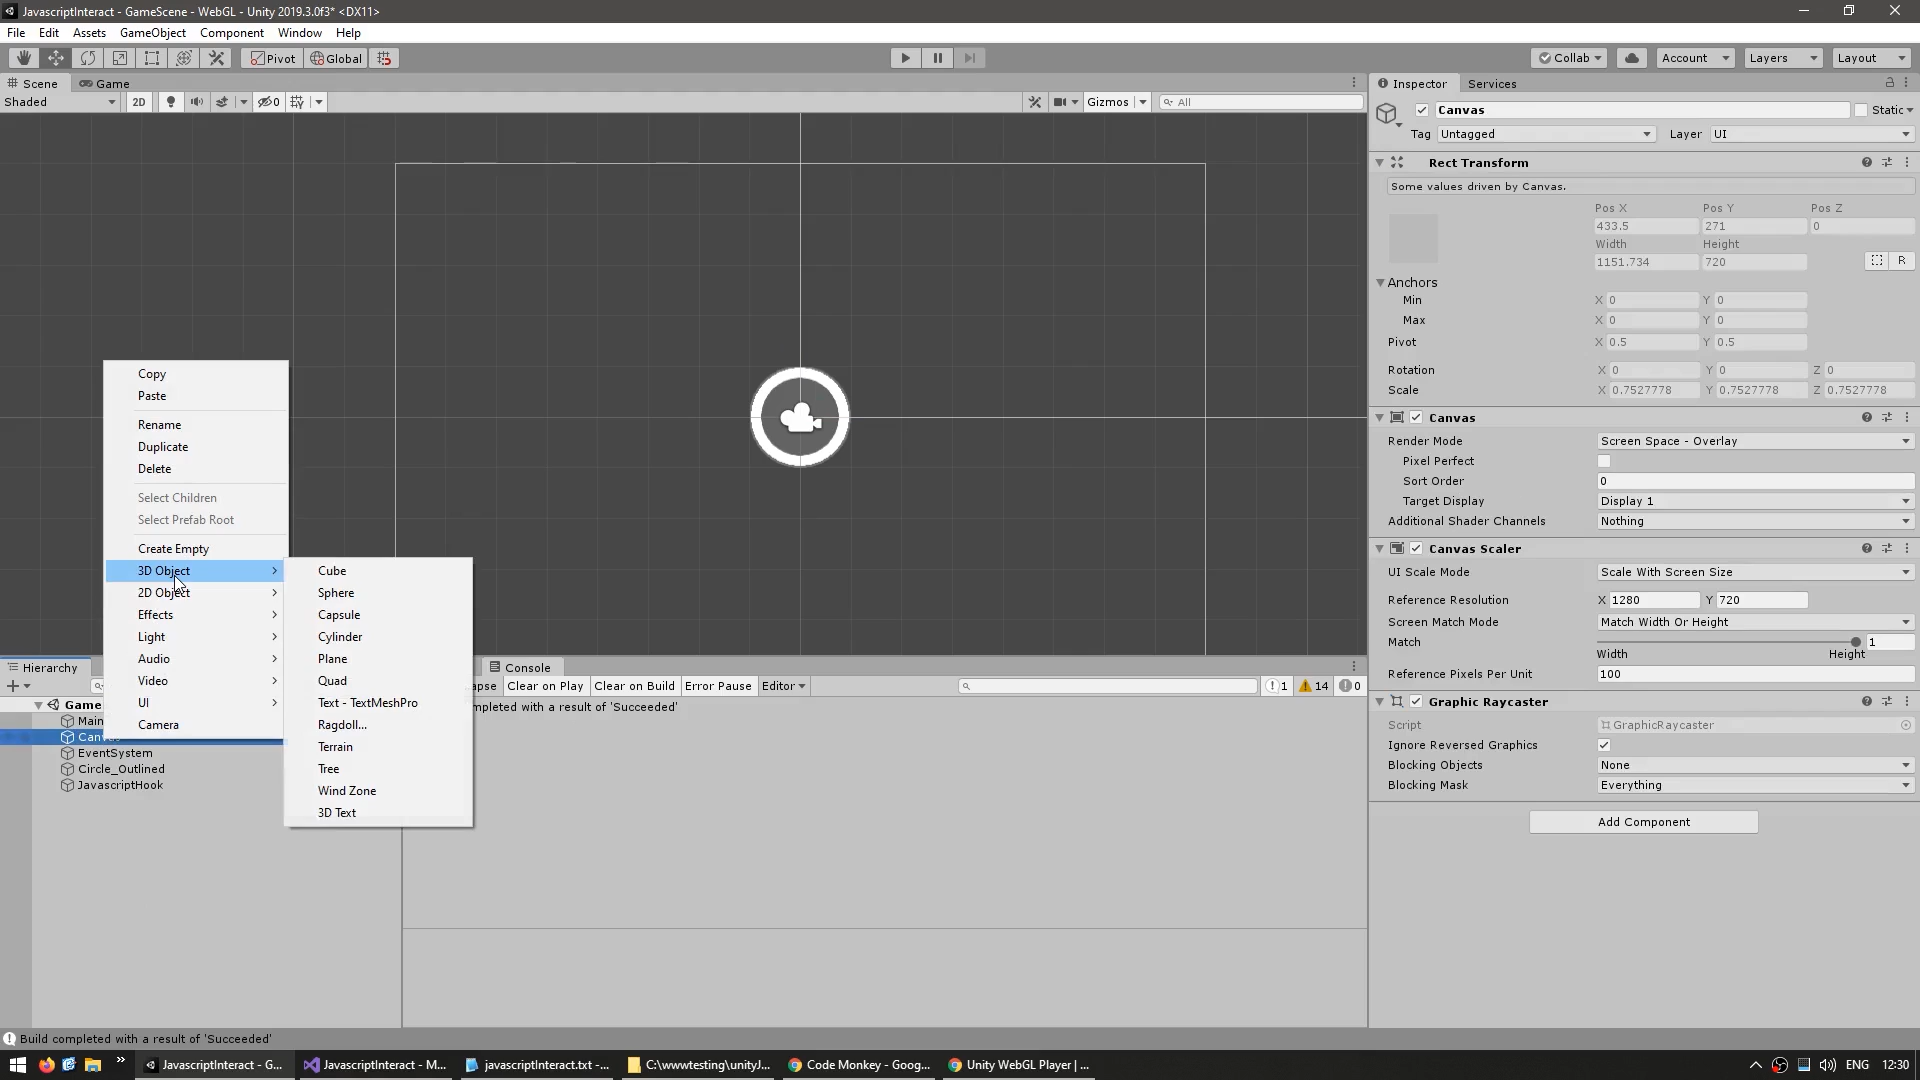 JavascriptInteract - GameScene - WebGL - Unity 2019.3.0f3* <DX11>
File Edit Assets GameObject Component Window Help
Pivot Global Collab Account Layers Layout
Scene Game Inspector Services
Shaded 2D 0 Gizmos All
Canvas Static
Tag Untagged Layer UI
Rect Transform
Some values driven by Canvas.
Pos X Pos Y Pos Z
433.5 271 0
Width Height
1151.734 720 R
Anchors
Min X 0 Y 0
Max X 0 Y 0
Pivot X 0.5 Y 0.5
Rotation X 0 Y 0 Z 0
Scale X 0.7527778 Y 0.7527778 Z 0.7527778
Canvas
Render Mode Screen Space - Overlay
Pixel Perfect
Sort Order 0
Target Display Display 1
Additional Shader Channels Nothing
Canvas Scaler
UI Scale Mode Scale With Screen Size
Reference Resolution X 1280 Y 720
Screen Match Mode Match Width Or Height
Match 1
Width Height
Reference Pixels Per Unit 100
Graphic Raycaster
Script GraphicRaycaster
Ignore Reversed Graphics
Blocking Objects None
Blocking Mask Everything
Add Component
Copy
Paste
Rename
Duplicate
Delete
Select Children
Select Prefab Root
Create Empty
3D Object
2D Object
Effects
Light
Audio
Video
UI
Camera
Cube
Sphere
Capsule
Cylinder
Plane
Quad
Text - TextMeshPro
Ragdoll...
Terrain
Tree
Wind Zone
3D Text
Hierarchy
Game
Main
Canvas
EventSystem
Circle_Outlined
JavascriptHook
Console
apse Clear on Play Clear on Build Error Pause Editor 1 14 0
mpleted with a result of 'Succeeded'
Build completed with a result of 'Succeeded'
JavascriptInteract - G... JavascriptInteract - M... javascriptInteract.txt -... C:\wwwtesting\unityJ... Code Monkey - Goog... Unity WebGL Player | ... ENG 12:30